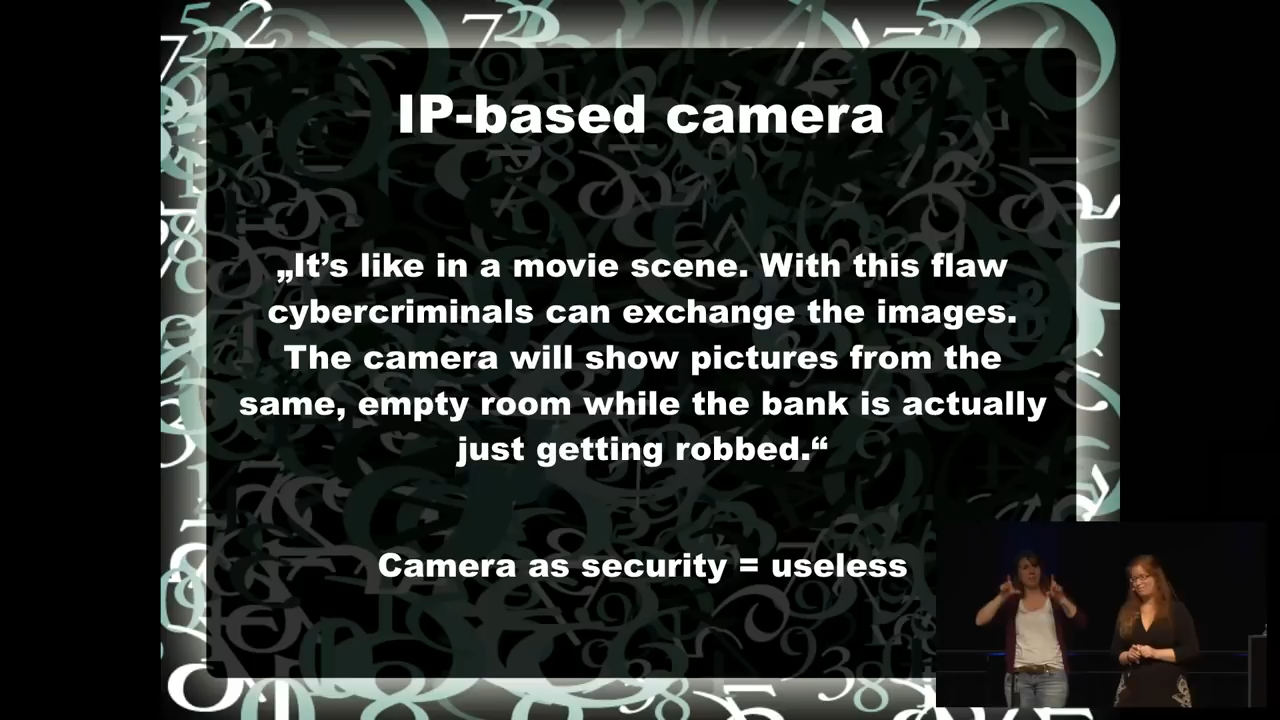 IP-based camera
„It’s like in a movie scene. With this flaw
cybercriminals can exchange the images.
The camera will show pictures from the
same, empty room while the bank is actually
just getting robbed.“
Camera as security = useless